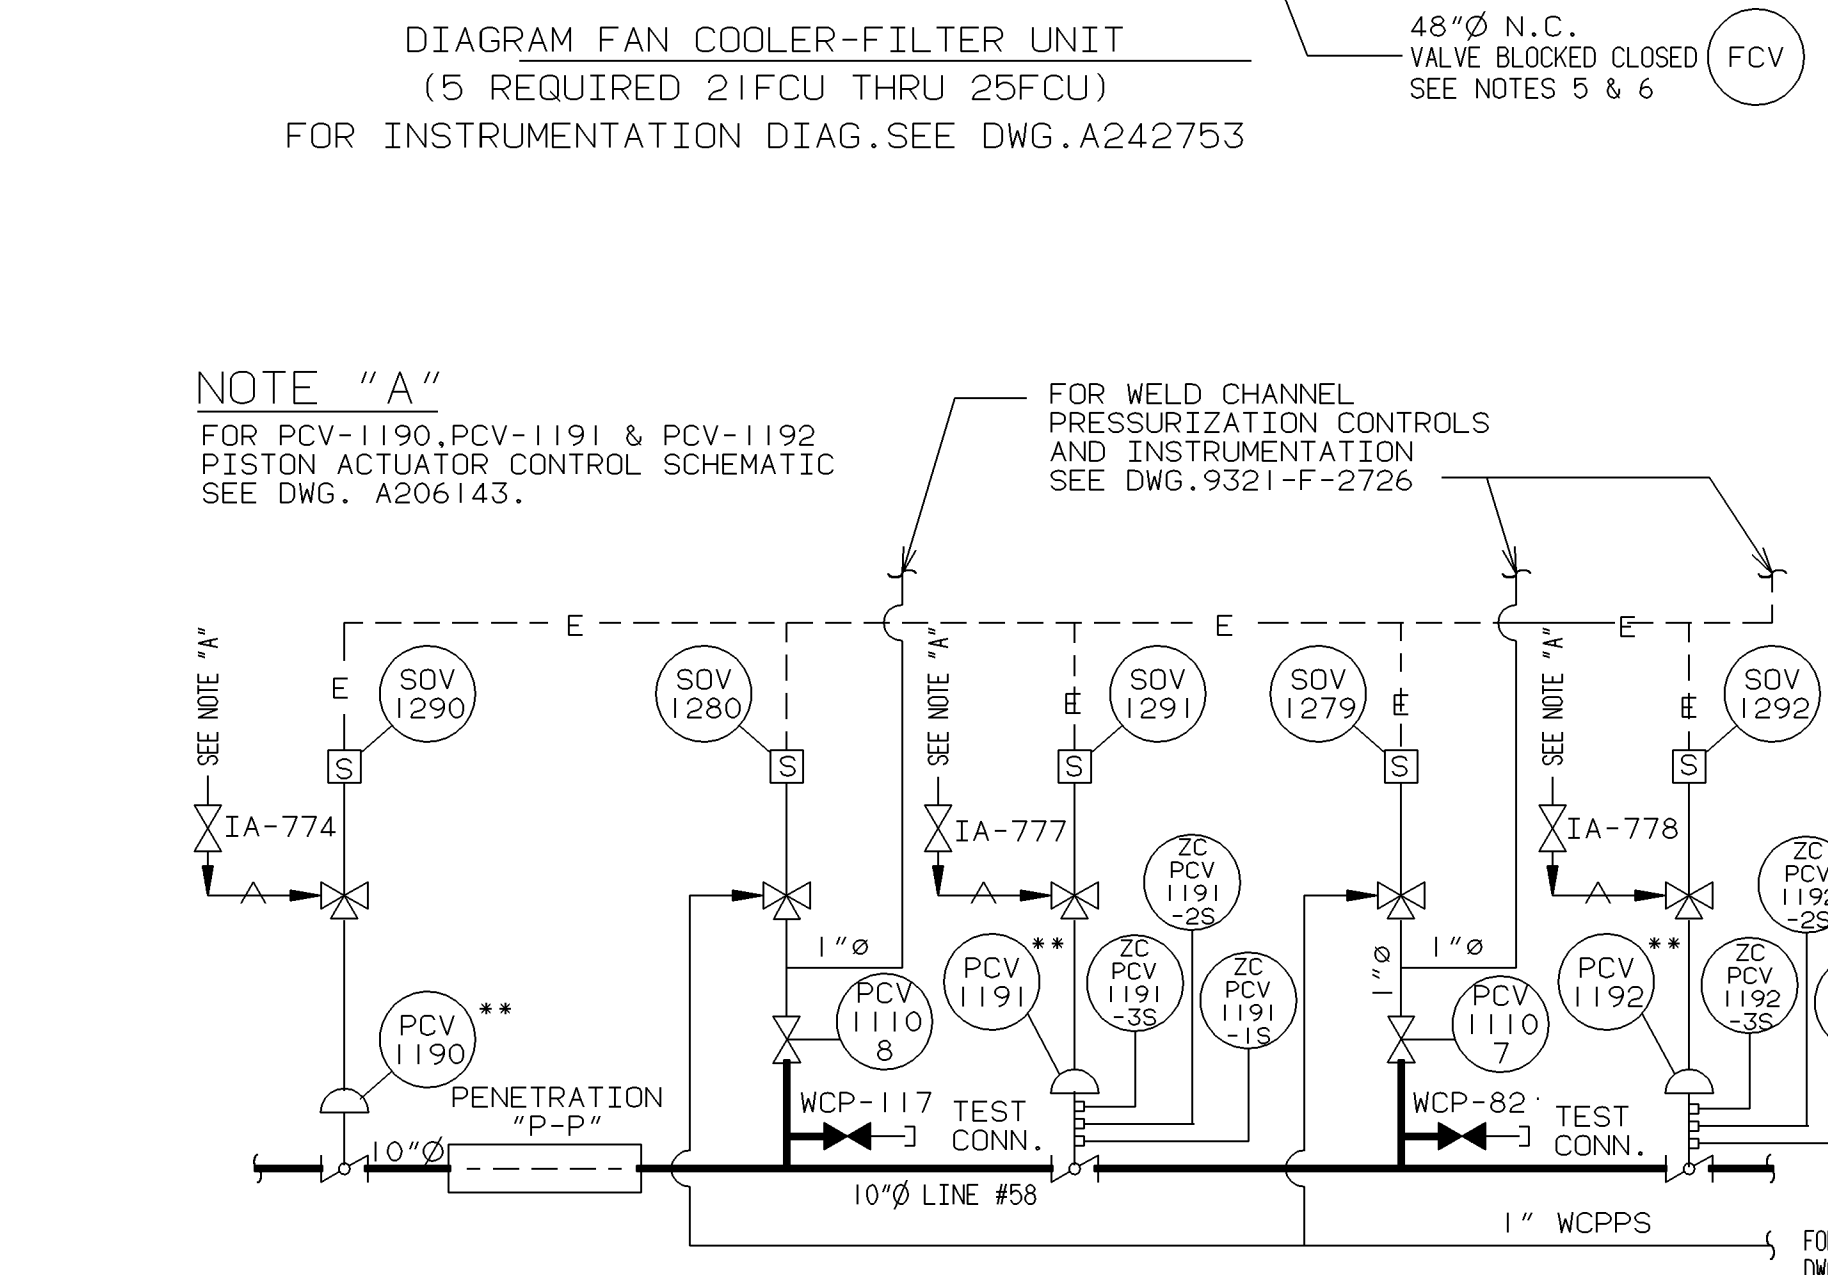 DIAGRAM FAN COOLER-FILTER UNIT
(5 REQUIRED 21FCU THRU 25FCU)
FOR INSTRUMENTATION DIAG.SEE DWG.A242753
48"Ø N.C.
VALVE BLOCKED CLOSED
SEE NOTES 5 & 6
FCV
NOTE "A"
FOR PCV-1190,PCV-1191 & PCV-1192
PISTON ACTUATOR CONTROL SCHEMATIC
SEE DWG. A206143.
FOR WELD CHANNEL
PRESSURIZATION CONTROLS
AND INSTRUMENTATION
SEE DWG.9321-F-2726
E
E
E
SEE NOTE "A"
E
SOV
1290
S
SOV
1280
S
SEE NOTE "A"
E
SOV
1291
S
SOV
1279
E
S
SEE NOTE "A"
E
SOV
1292
S
IA-774
IA-777
IA-778
ZC
PCV
1191
-2S
ZC
PCV
1192
-2S
1"Ø
PCV
1110
8
PCV
1191
**
ZC
PCV
1191
-3S
ZC
PCV
1191
-1S
1"Ø
1"Ø
PCV
1110
7
PCV
1192
**
ZC
PCV
1192
-3S
PCV
1190
**
PENETRATION
"P-P"
10"Ø
WCP-117
TEST
CONN.
WCP-82
TEST
CONN.
10"Ø LINE #58
1" WCPPS